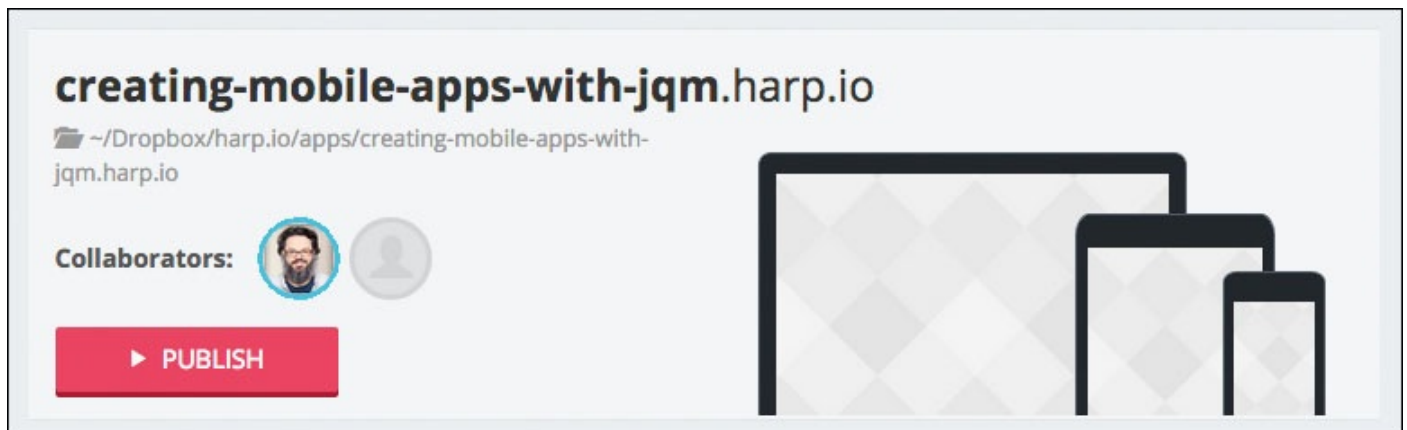 creating-mobile-apps-with-jqm.harp.io
~/Dropbox/harp.io/apps/creating-mobile-apps-with-
jqm.harp.io
Collaborators:
PUBLISH